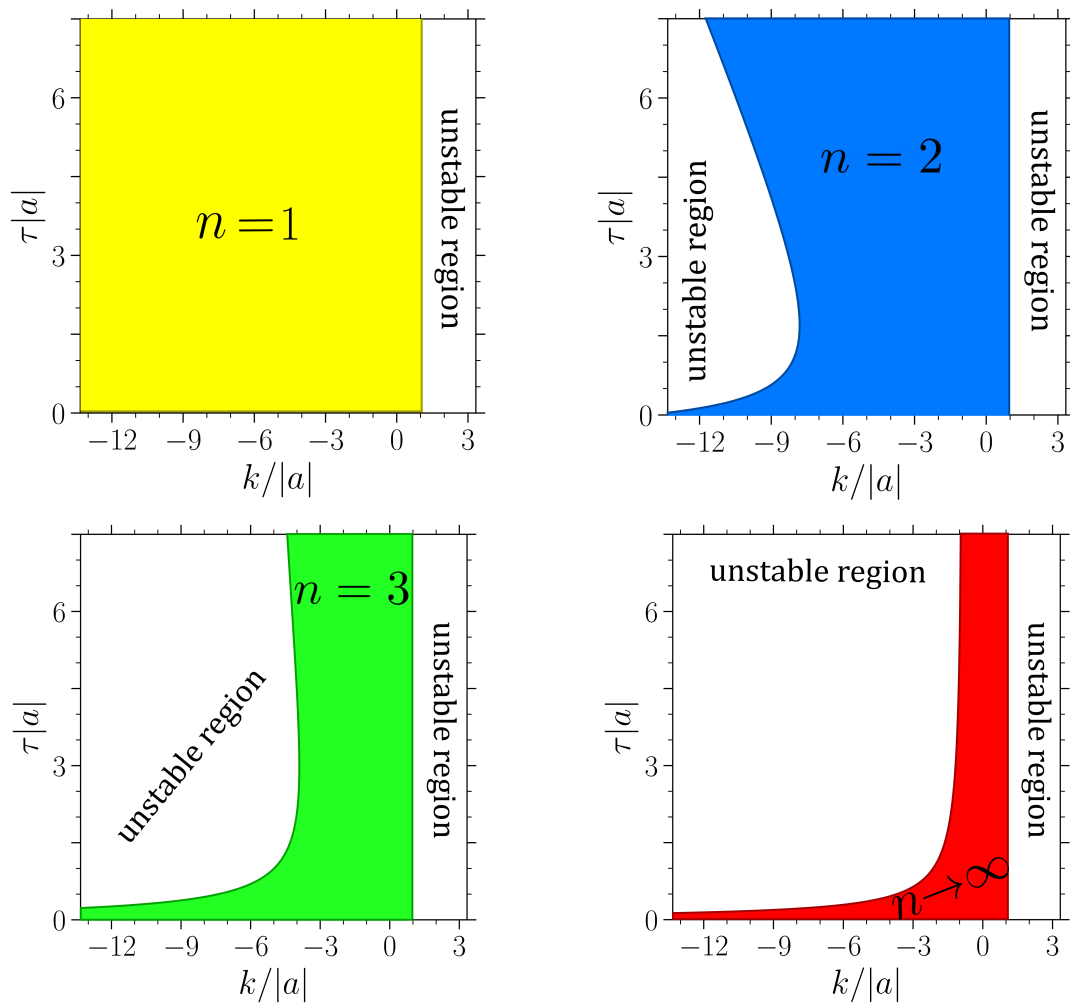 6
3
0
τ|a|
n = 1
unstable region
−12 −9 −6 −3 0 3
k/|a|
6
3
0
τ|a|
unstable region
n = 2
unstable region
−12 −9 −6 −3 0 3
k/|a|
6
3
0
τ|a|
n = 3
unstable region
unstable region
−12 −9 −6 −3 0 3
k/|a|
6
3
0
τ|a|
unstable region
unstable region
n→∞
−12 −9 −6 −3 0 3
k/|a|